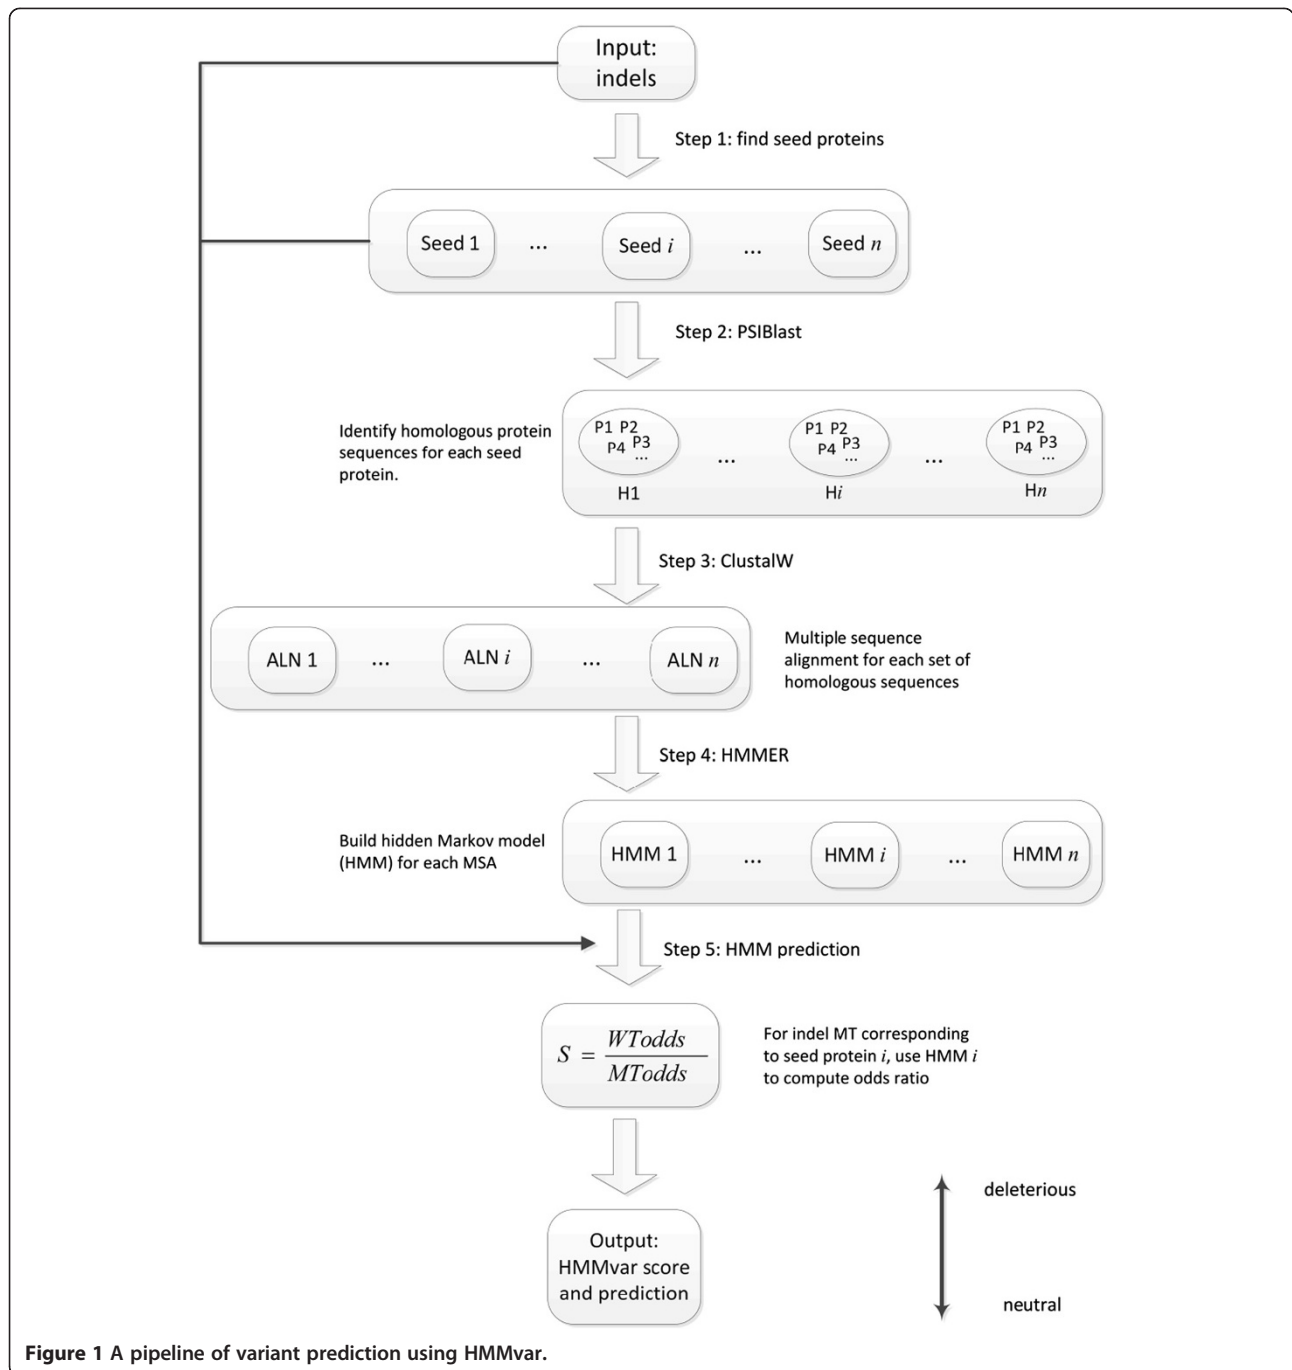 Input:
indels
Step 1: find seed proteins
Seed 1 ... Seed i ... Seed n
Step 2: PSIBlast
Identify homologous protein
sequences for each seed
protein.
P1 P2
P4 P3
...
H1
...
P1 P2
P4 P3
...
Hi
...
P1 P2
P4 P3
...
Hn
Step 3: ClustalW
ALN 1 ... ALN i ... ALN n
Multiple sequence
alignment for each set of
homologous sequences
Step 4: HMMER
Build hidden Markov model
(HMM) for each MSA
HMM 1 ... HMM i ... HMM n
Step 5: HMM prediction
S = WTodds / MTodds
For indel MT corresponding
to seed protein i, use HMM i
to compute odds ratio
Output:
HMMvar score
and prediction
deleterious
neutral
Figure 1 A pipeline of variant prediction using HMMvar.